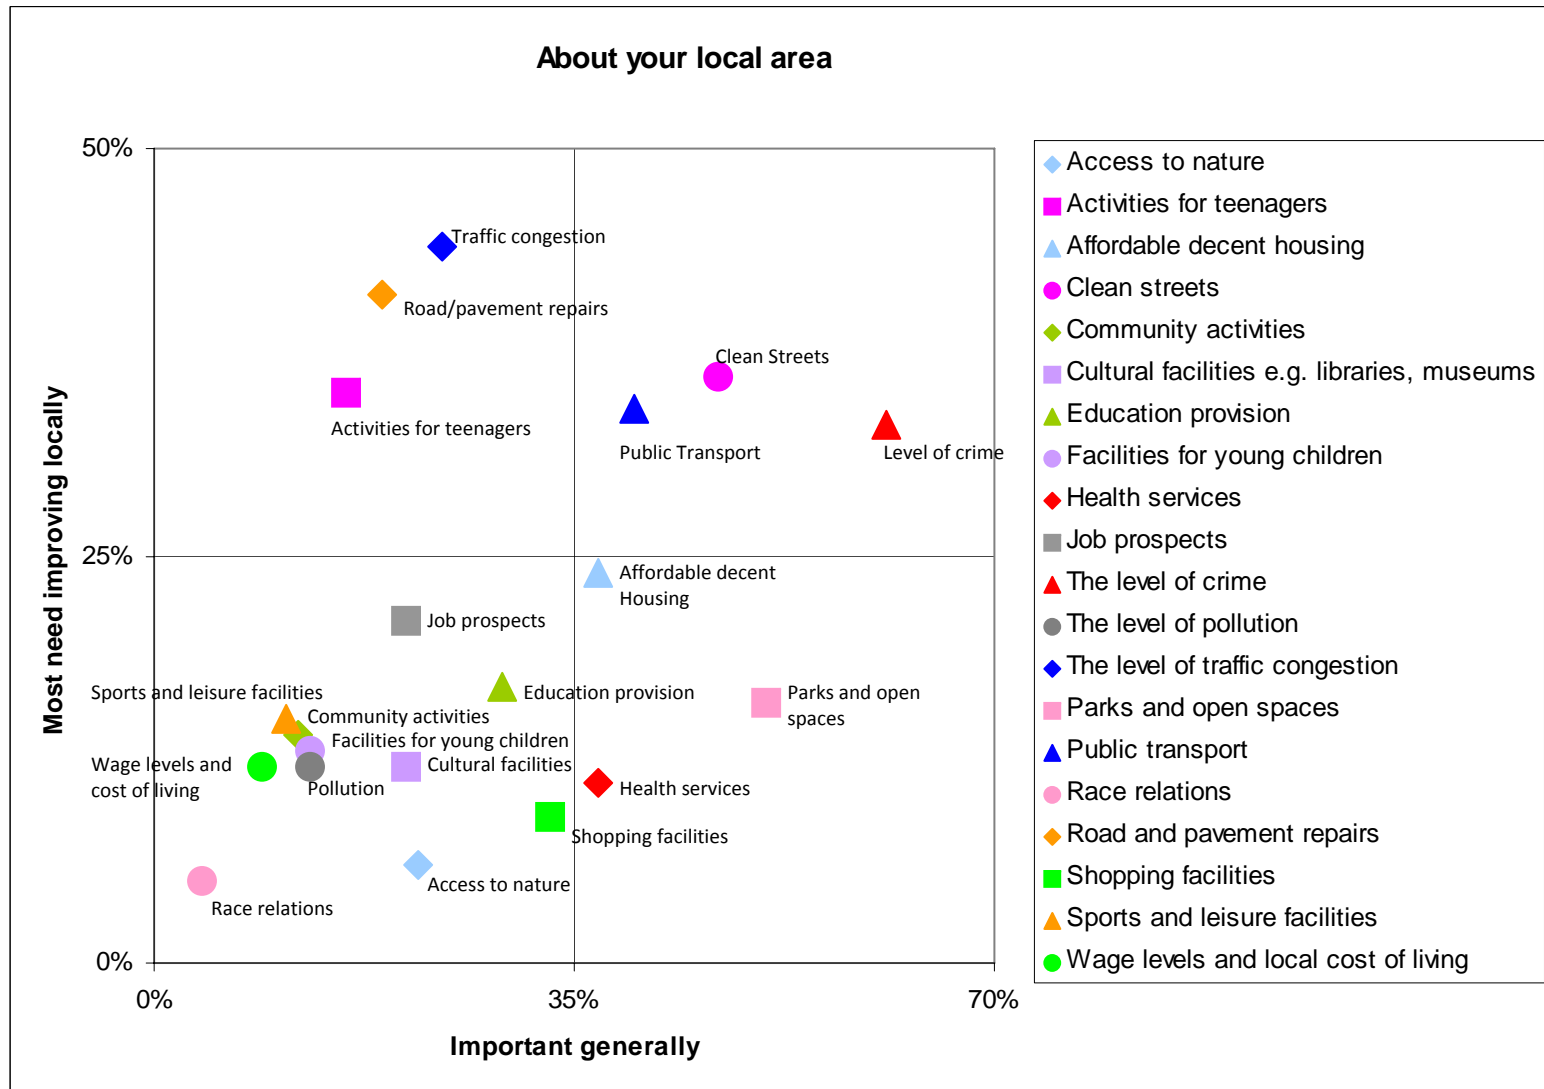 About your local area
50%
25%
0%
0%
35%
70%
Most need improving locally
Important generally
Traffic congestion
Road/pavement repairs
Clean Streets
Activities for teenagers
Public Transport
Level of crime
Affordable decent
Housing
Job prospects
Sports and leisure facilities
Education provision
Parks and open
spaces
Community activities
Facilities for young children
Wage levels and
cost of living
Cultural facilities
Pollution
Health services
Shopping facilities
Access to nature
Race relations
Access to nature
Activities for teenagers
Affordable decent housing
Clean streets
Community activities
Cultural facilities e.g. libraries, museums
Education provision
Facilities for young children
Health services
Job prospects
The level of crime
The level of pollution
The level of traffic congestion
Parks and open spaces
Public transport
Race relations
Road and pavement repairs
Shopping facilities
Sports and leisure facilities
Wage levels and local cost of living